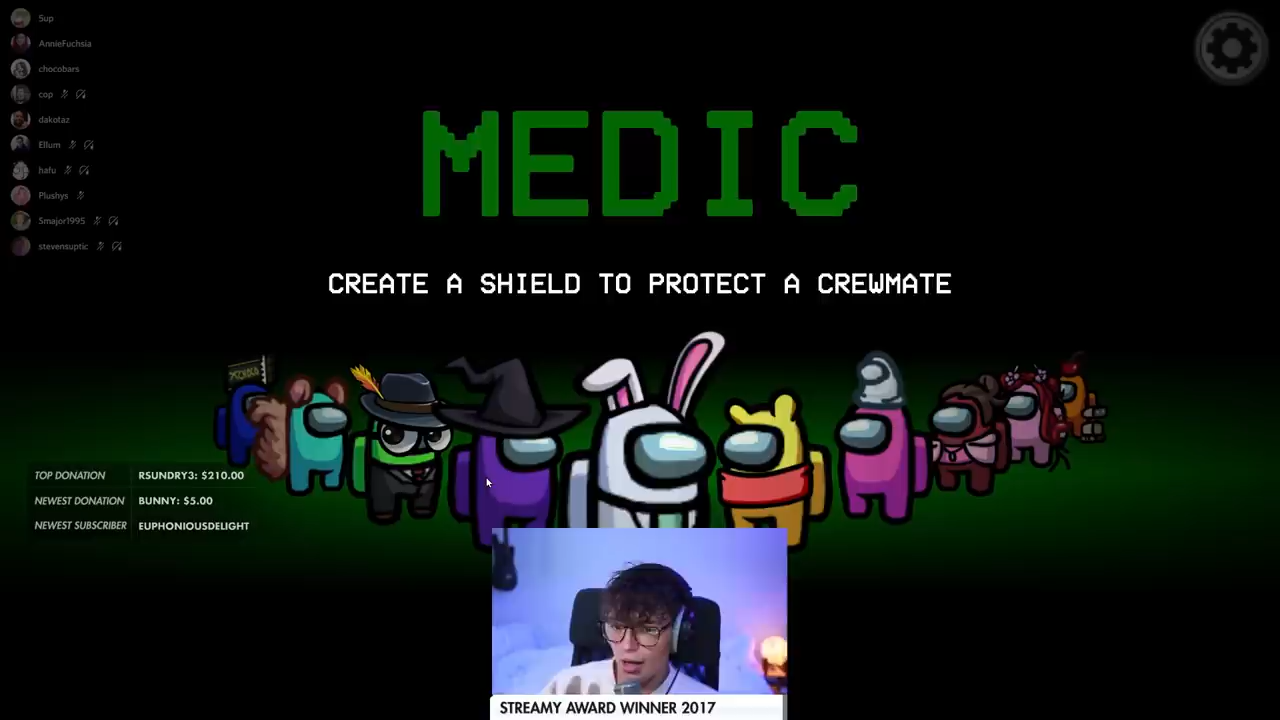 Sup
AnnieFuchsia
chocobars
cop
dakotaz
Ellum
hafu
Plushys
Smajor1995
stevensuptic
MEDIC
CREATE A SHIELD TO PROTECT A CREWMATE
TOP DONATION RSUNDRY3: $210.00
NEWEST DONATION BUNNY: $5.00
NEWEST SUBSCRIBER EUPHONIOUSDELIGHT
STREAMY AWARD WINNER 2017